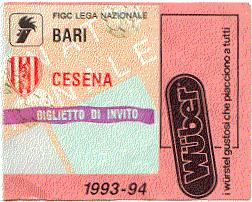 FIGC LEGA NAZIONALE
BARI
CESENA
BIGLIETTO DI INVITO
1993-94
Wüber
i würstel gustosi che piacciono a tutti